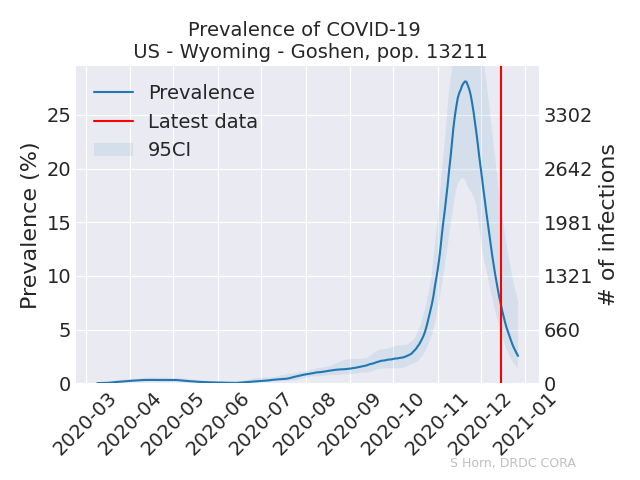 Prevalence of COVID-19
US - Wyoming - Goshen, pop. 13211
Prevalence
Latest data
95CI
Prevalence (%)
25
20
15
10
5
0
3302
2642
1981
1321
660
0
# of infections
2020-03
2020-04
2020-05
2020-06
2020-07
2020-08
2020-09
2020-10
2020-11
2020-12
2021-01
S Horn, DRDC CORA